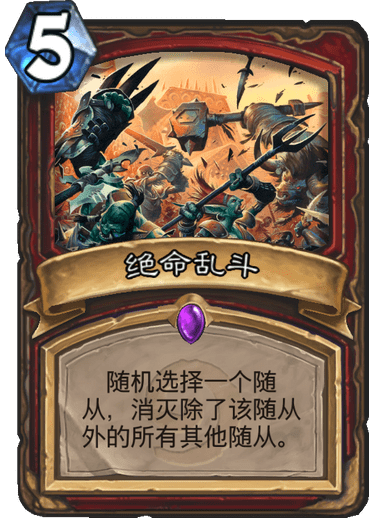 5
绝命乱斗
随机选择一个随
从，消灭除了该随从
外的所有其他随从。